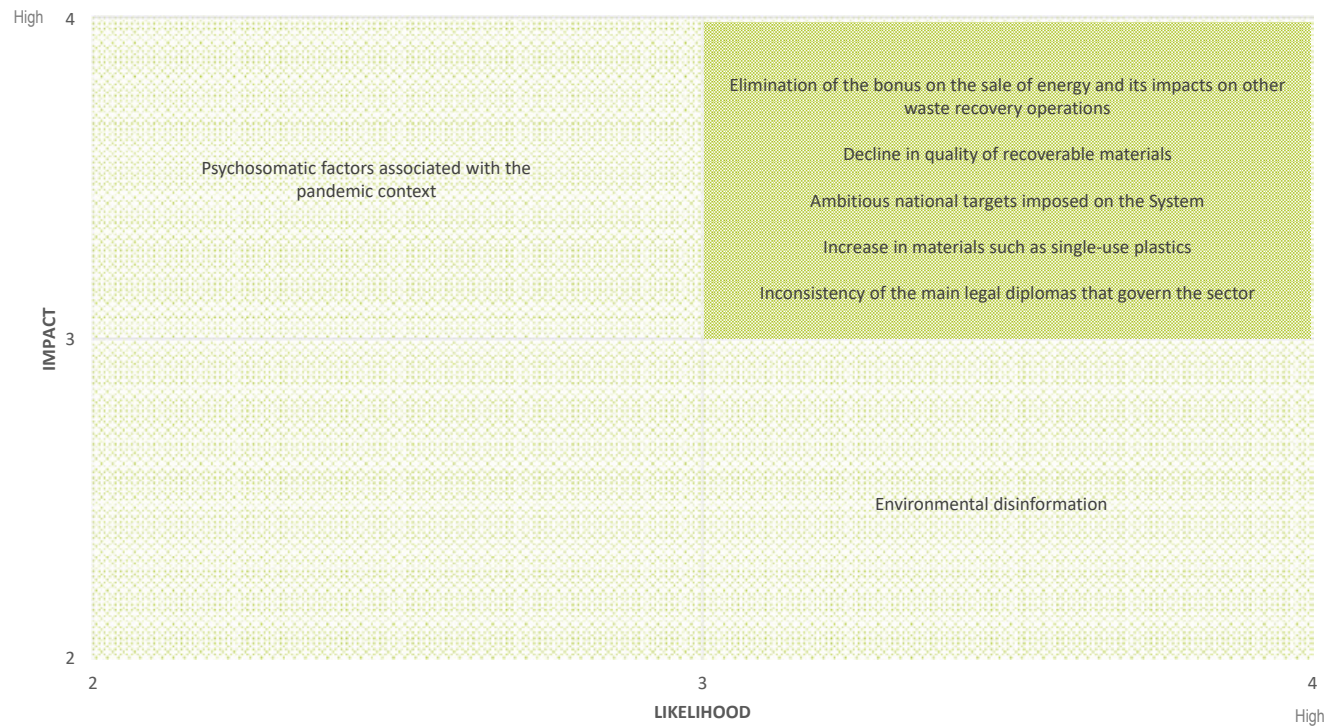 High
4
Elimination of the bonus on the sale of energy and its impacts on other
waste recovery operations
Psychosomatic factors associated with the
pandemic context
Decline in quality of recoverable materials
Ambitious national targets imposed on the System
Increase in materials such as single-use plastics
Inconsistency of the main legal diplomas that govern the sector
IMPACT
3
Environmental disinformation
2
2
3
4
LIKELIHOOD
High